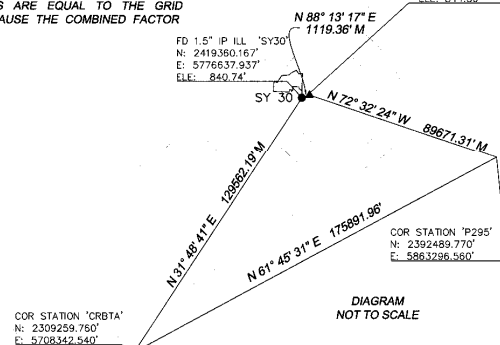 S ARE EQUAL TO THE GRID
AUSE THE COMBINED FACTOR
N 88° 13' 17" E
1119.36' M
FD 1.5" IP ILL 'SY30'
N: 2419360.167'
E: 5776637.937'
ELE: 840.74'
SY 30
N 72° 32' 24" W
89671.31' M
N 31° 48' 41" E 129562.19' M
N 61° 45' 31" E 175891.96'
COR STATION 'P295'
N: 2392489.770'
E: 5863296.560'
DIAGRAM
NOT TO SCALE
COR STATION 'CRBTA'
N: 2309259.760'
E: 5708342.540'